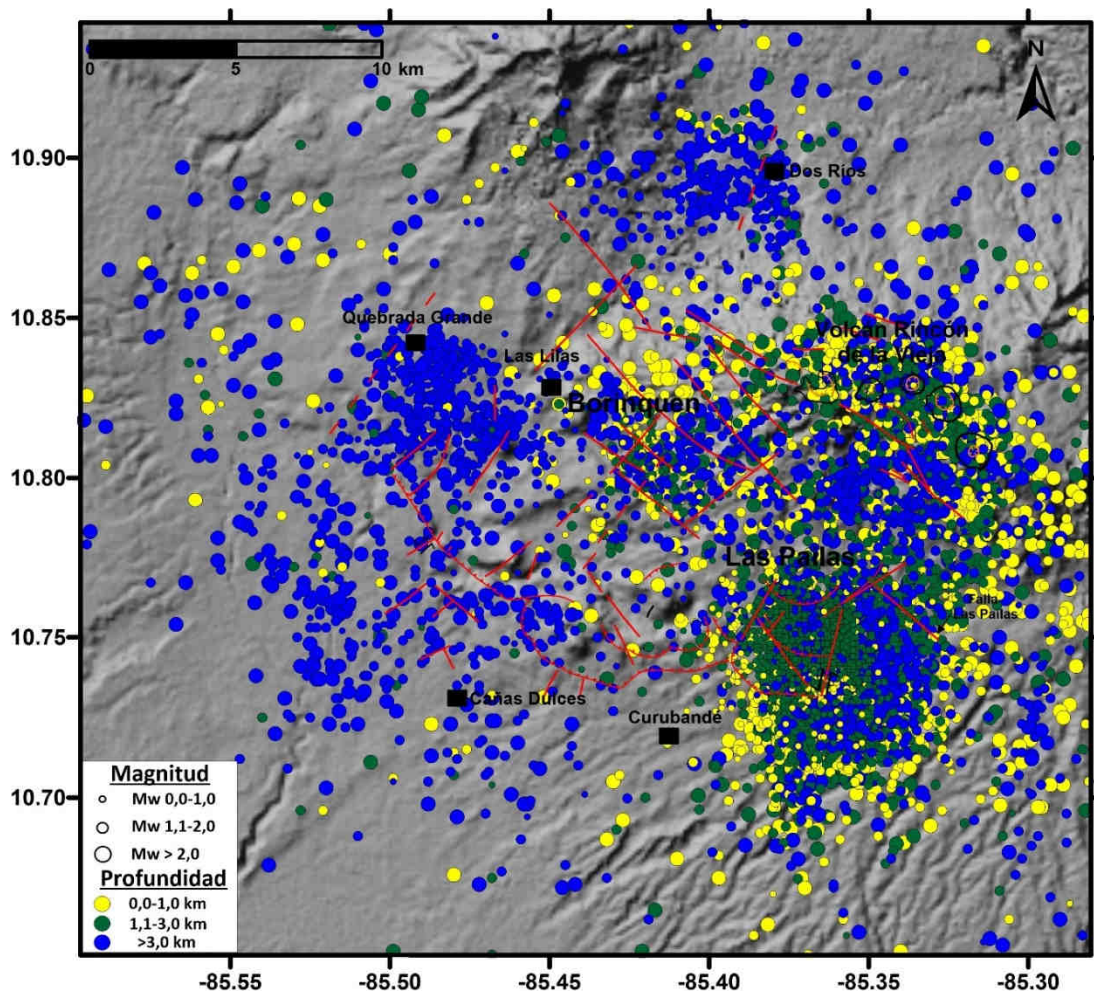 0 5 10 km
N
10.90
Dos Ríos
10.85
Quebrada Grande
Volcán Rincón
de la Vieja
Las Lilas
Borinquen
10.80
Las Pailas
Falla
Las Pailas
10.75
Cañas Dulces
Curubandé
10.70
Magnitud
Mw 0,0-1,0
Mw 1,1-2,0
Mw > 2,0
Profundidad
0,0-1,0 km
1,1-3,0 km
>3,0 km
-85.55 -85.50 -85.45 -85.40 -85.35 -85.30